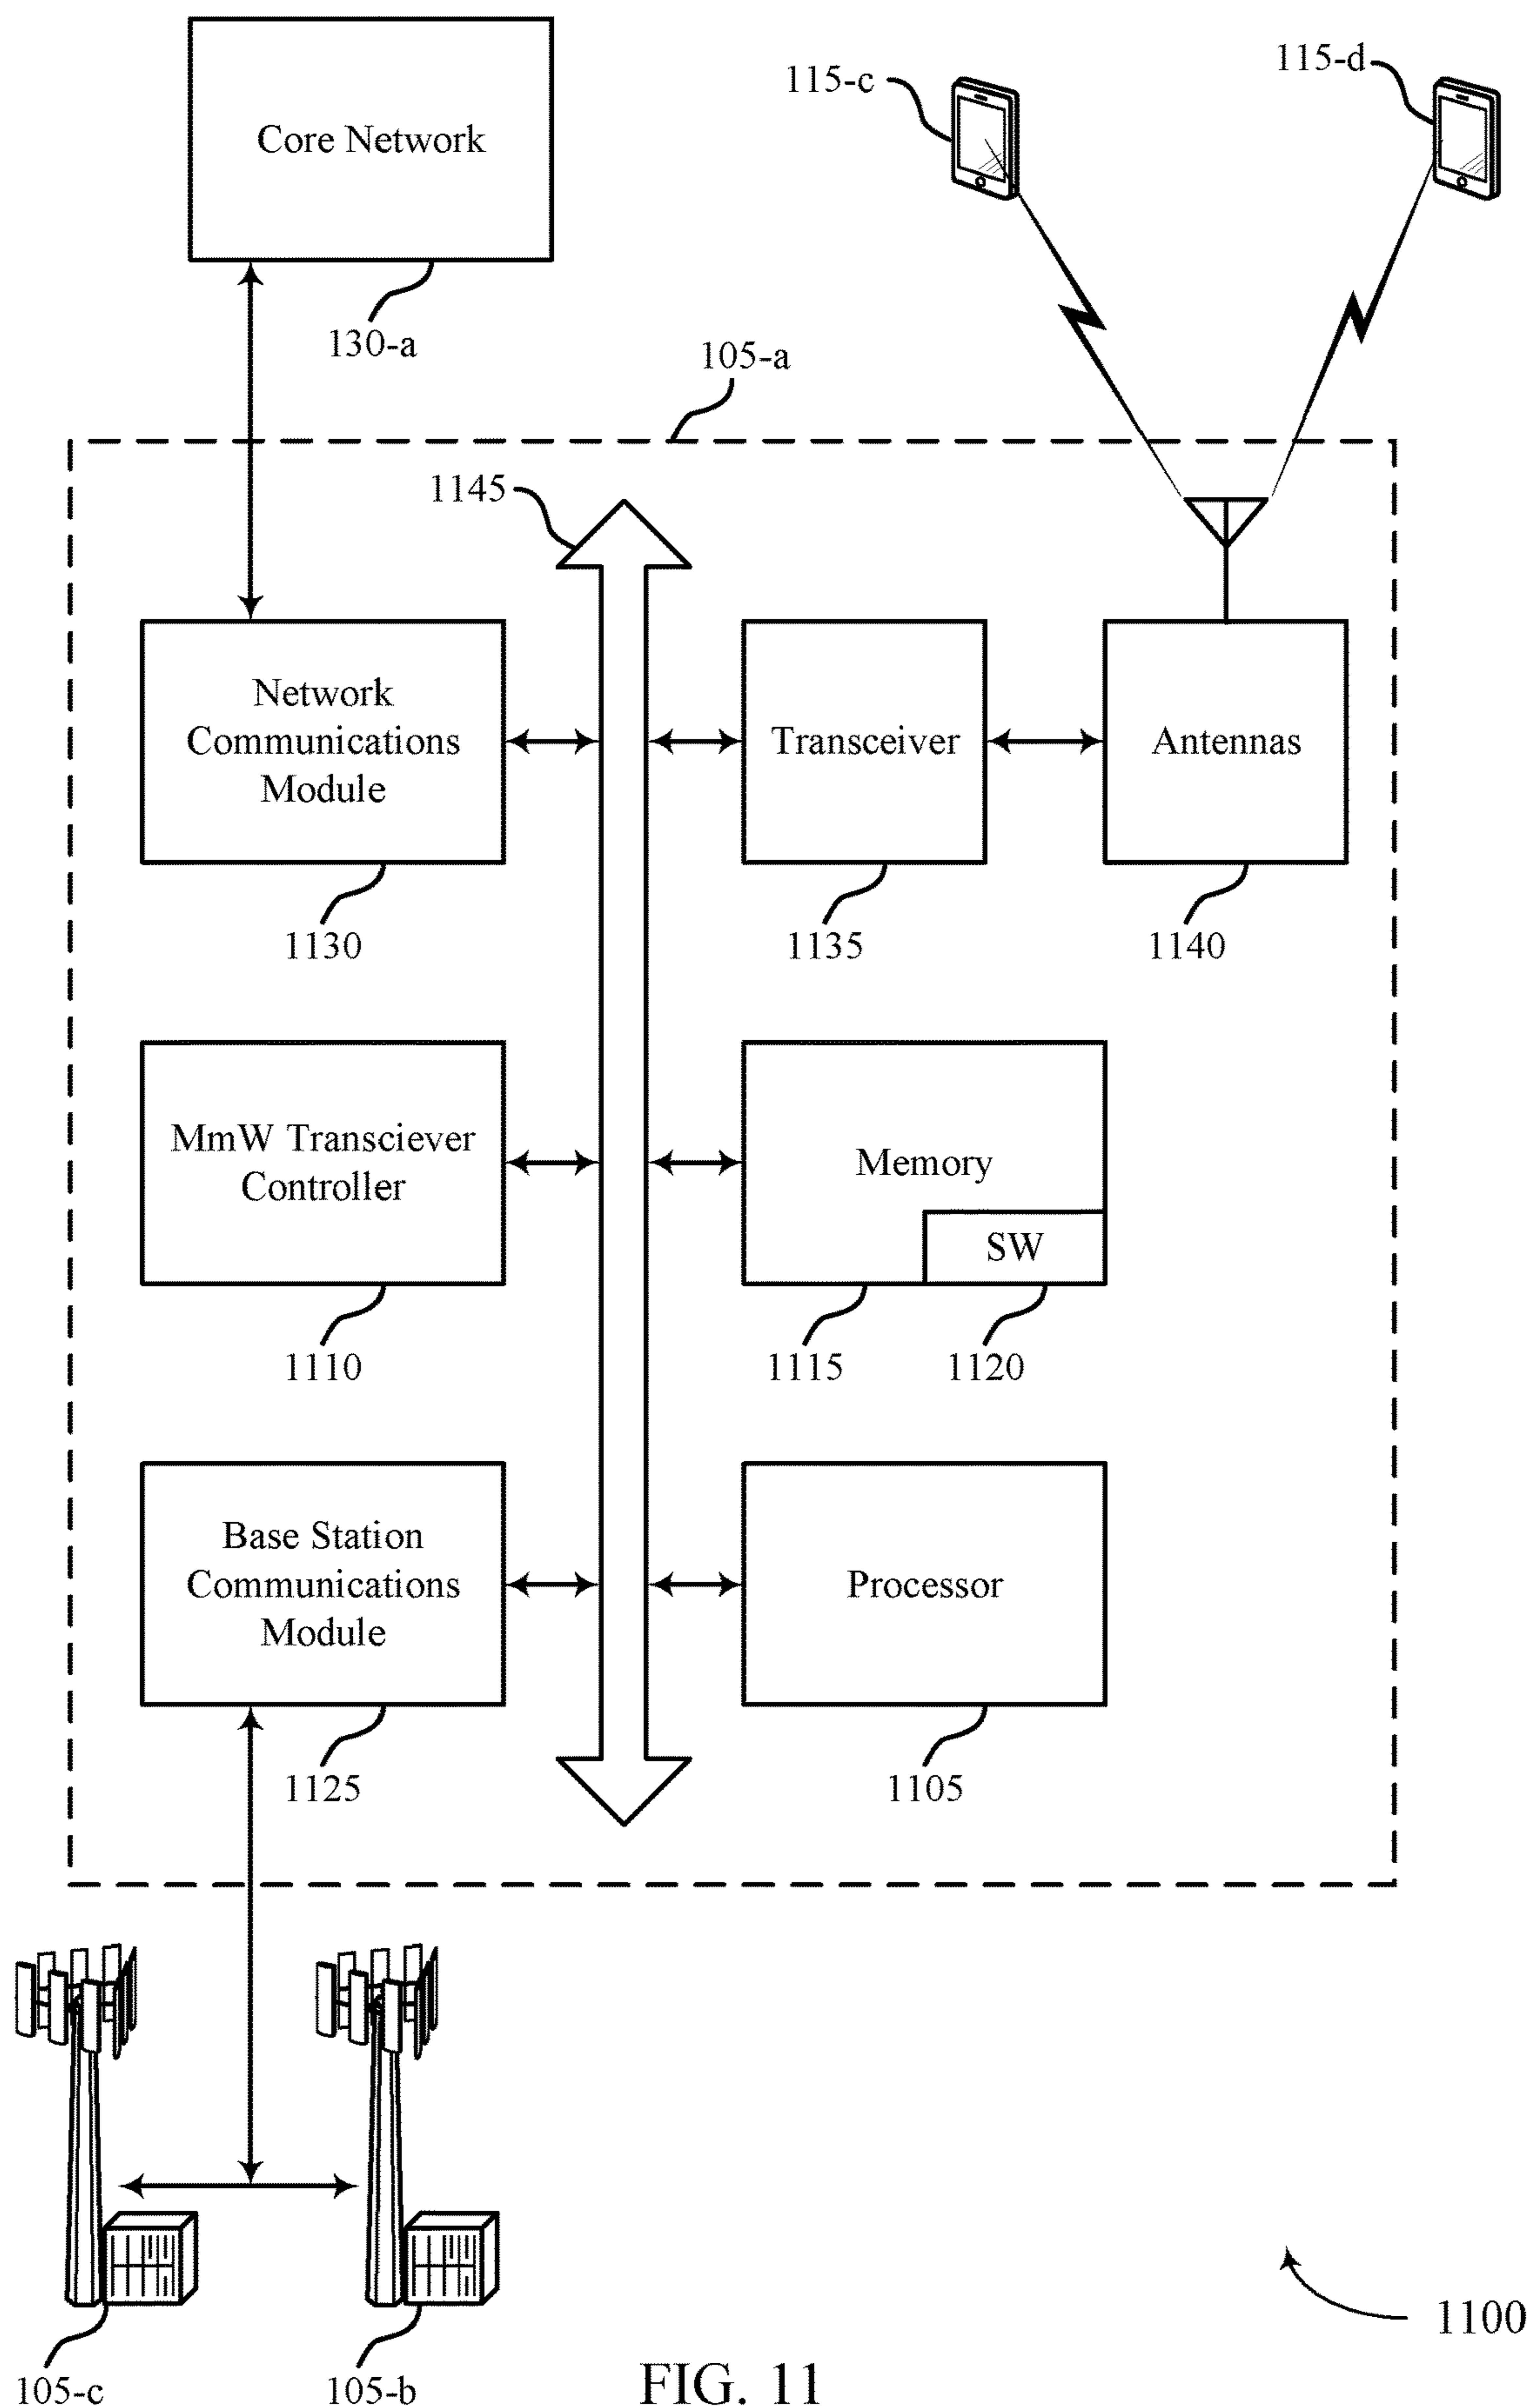 Core Network
130-a
115-c
115-d
105-a
1145
Network
Communications
Module
1130
Transceiver
1135
Antennas
1140
MmW Transciever
Controller
1110
Memory
SW
1115
1120
Base Station
Communications
Module
1125
Processor
1105
105-c
105-b
1100
FIG. 11